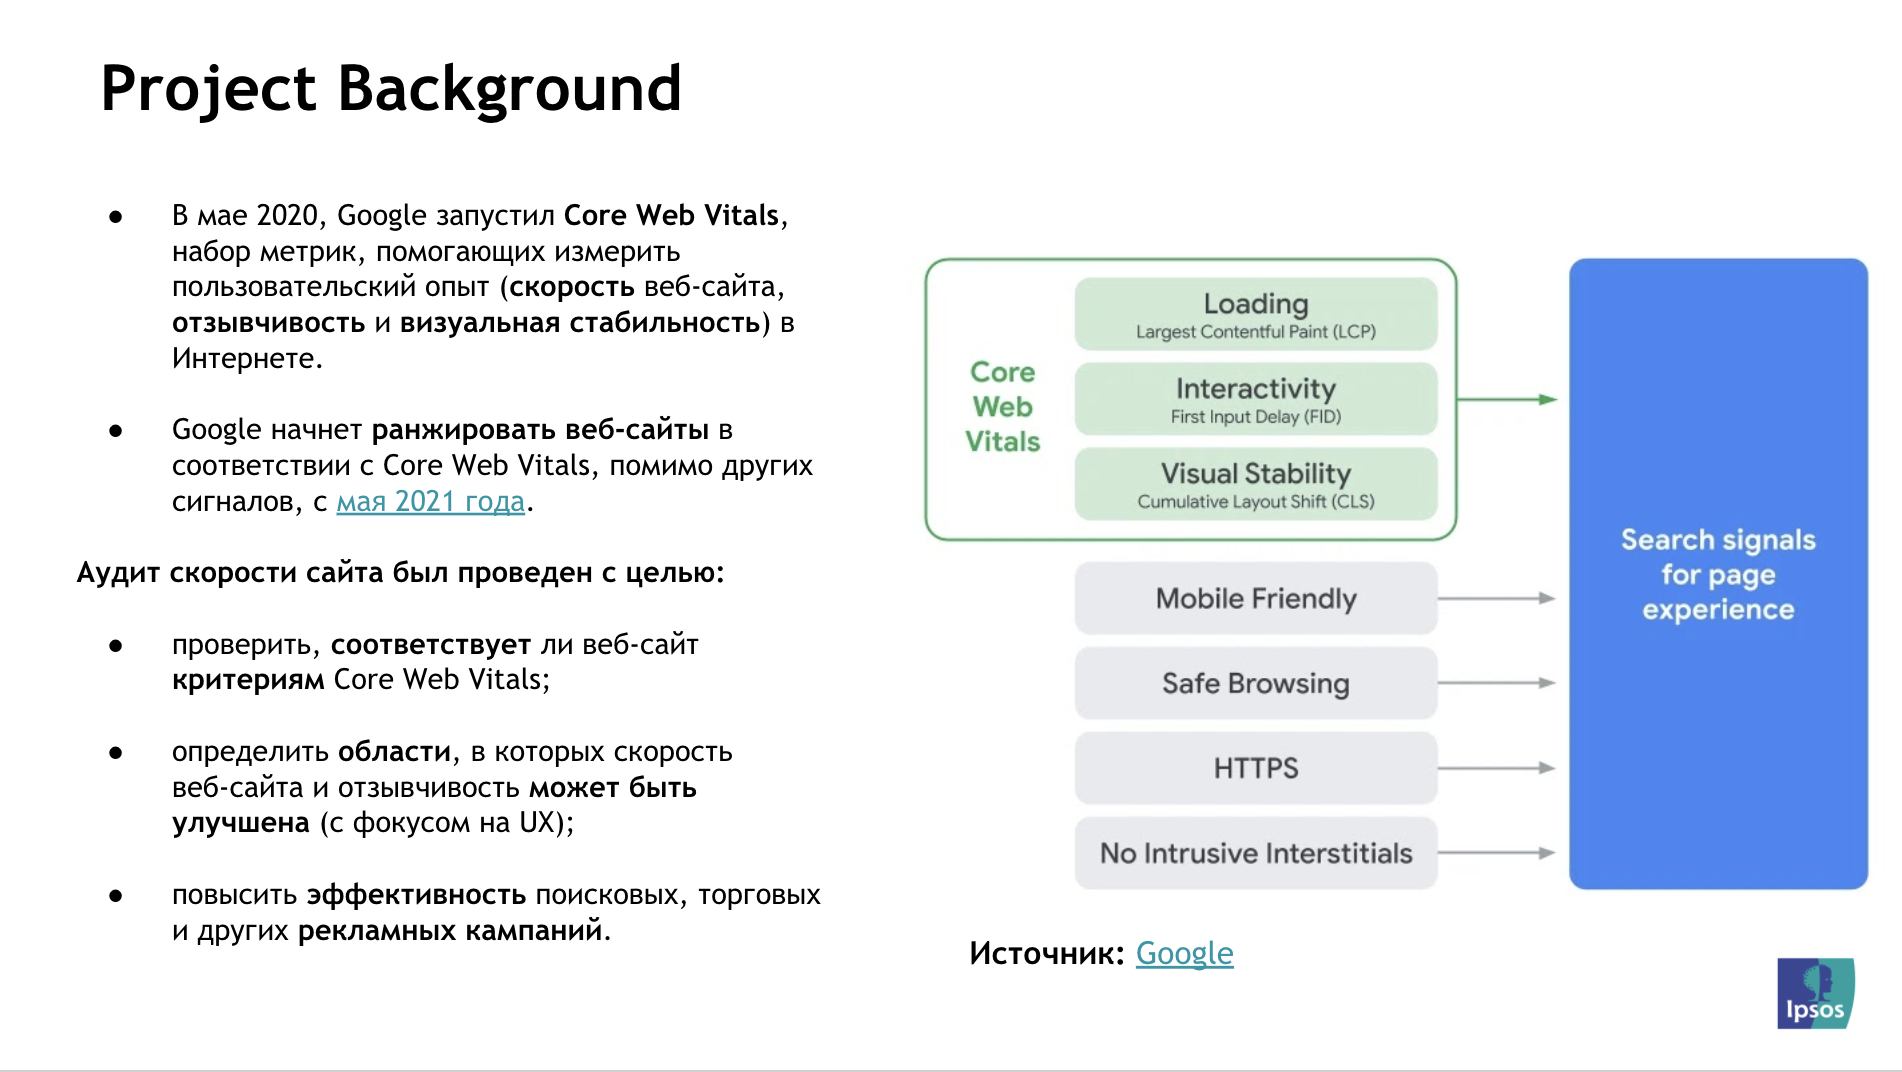 Project Background
● В мае 2020, Google запустил Core Web Vitals,
набор метрик, помогающих измерить
пользовательский опыт (скорость веб-сайта,
отзывчивость и визуальная стабильность) в
Интернете.
● Google начнет ранжировать веб-сайты в
соответствии с Core Web Vitals, помимо других
сигналов, с мая 2021 года.
Аудит скорости сайта был проведен с целью:
● проверить, соответствует ли веб-сайт
критериям Core Web Vitals;
● определить области, в которых скорость
веб-сайта и отзывчивость может быть
улучшена (с фокусом на UX);
● повысить эффективность поисковых, торговых
и других рекламных кампаний.
Core
Web
Vitals
Loading
Largest Contentful Paint (LCP)
Interactivity
First Input Delay (FID)
Visual Stability
Cumulative Layout Shift (CLS)
Mobile Friendly
Safe Browsing
HTTPS
No Intrusive Interstitials
Search signals
for page
experience
Источник: Google
Ipsos